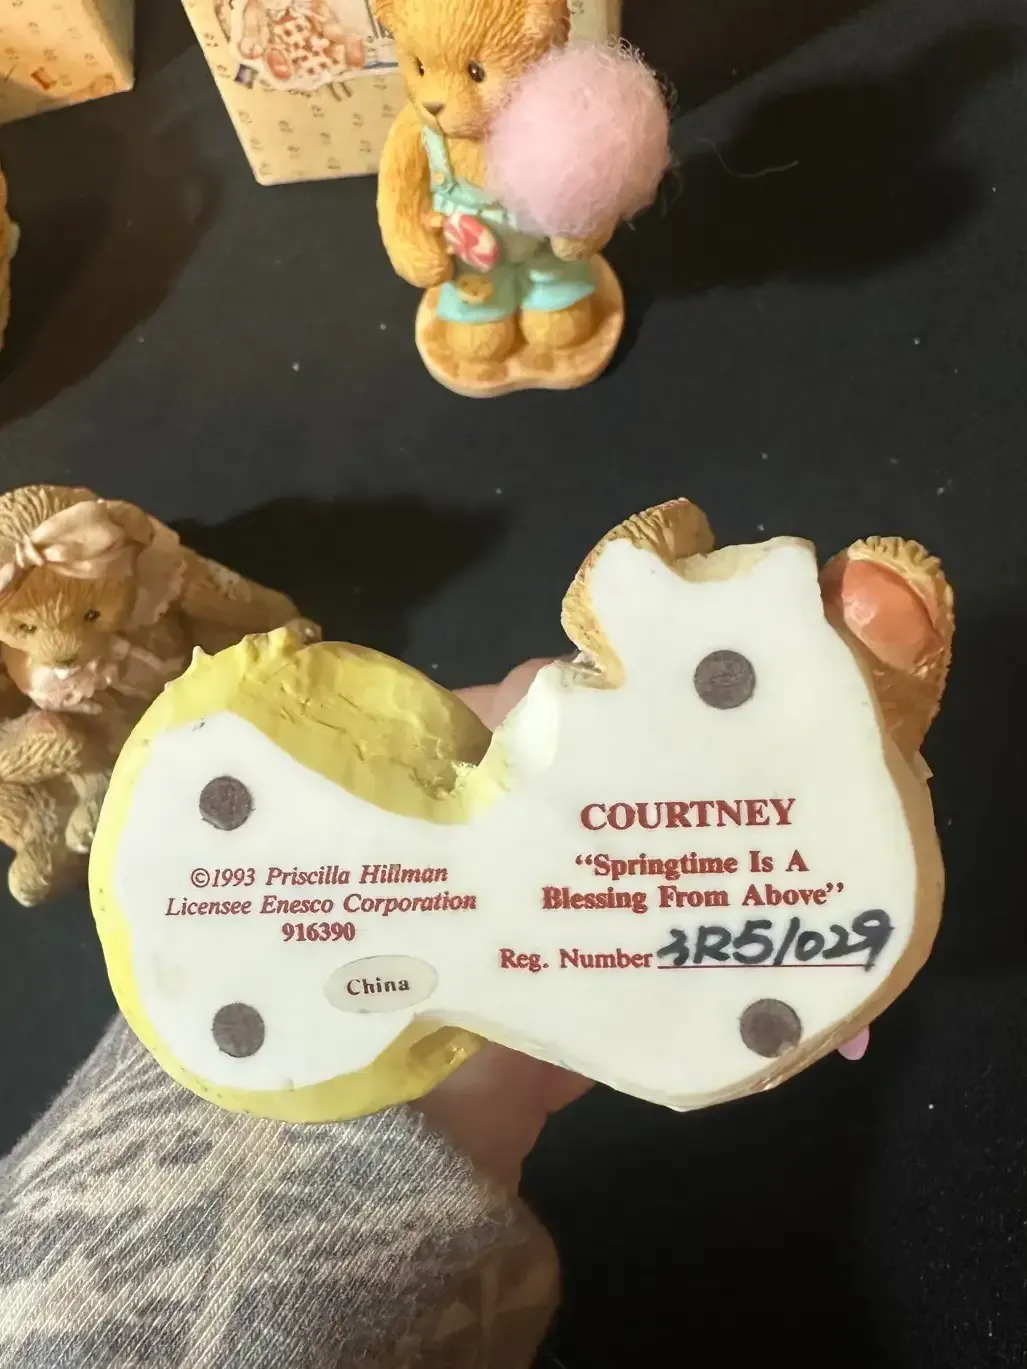 COURTNEY
“Springtime Is A
Blessing From Above”
Reg. Number 3R5/029
©1993 Priscilla Hillman
Licensee Enesco Corporation
916390
China